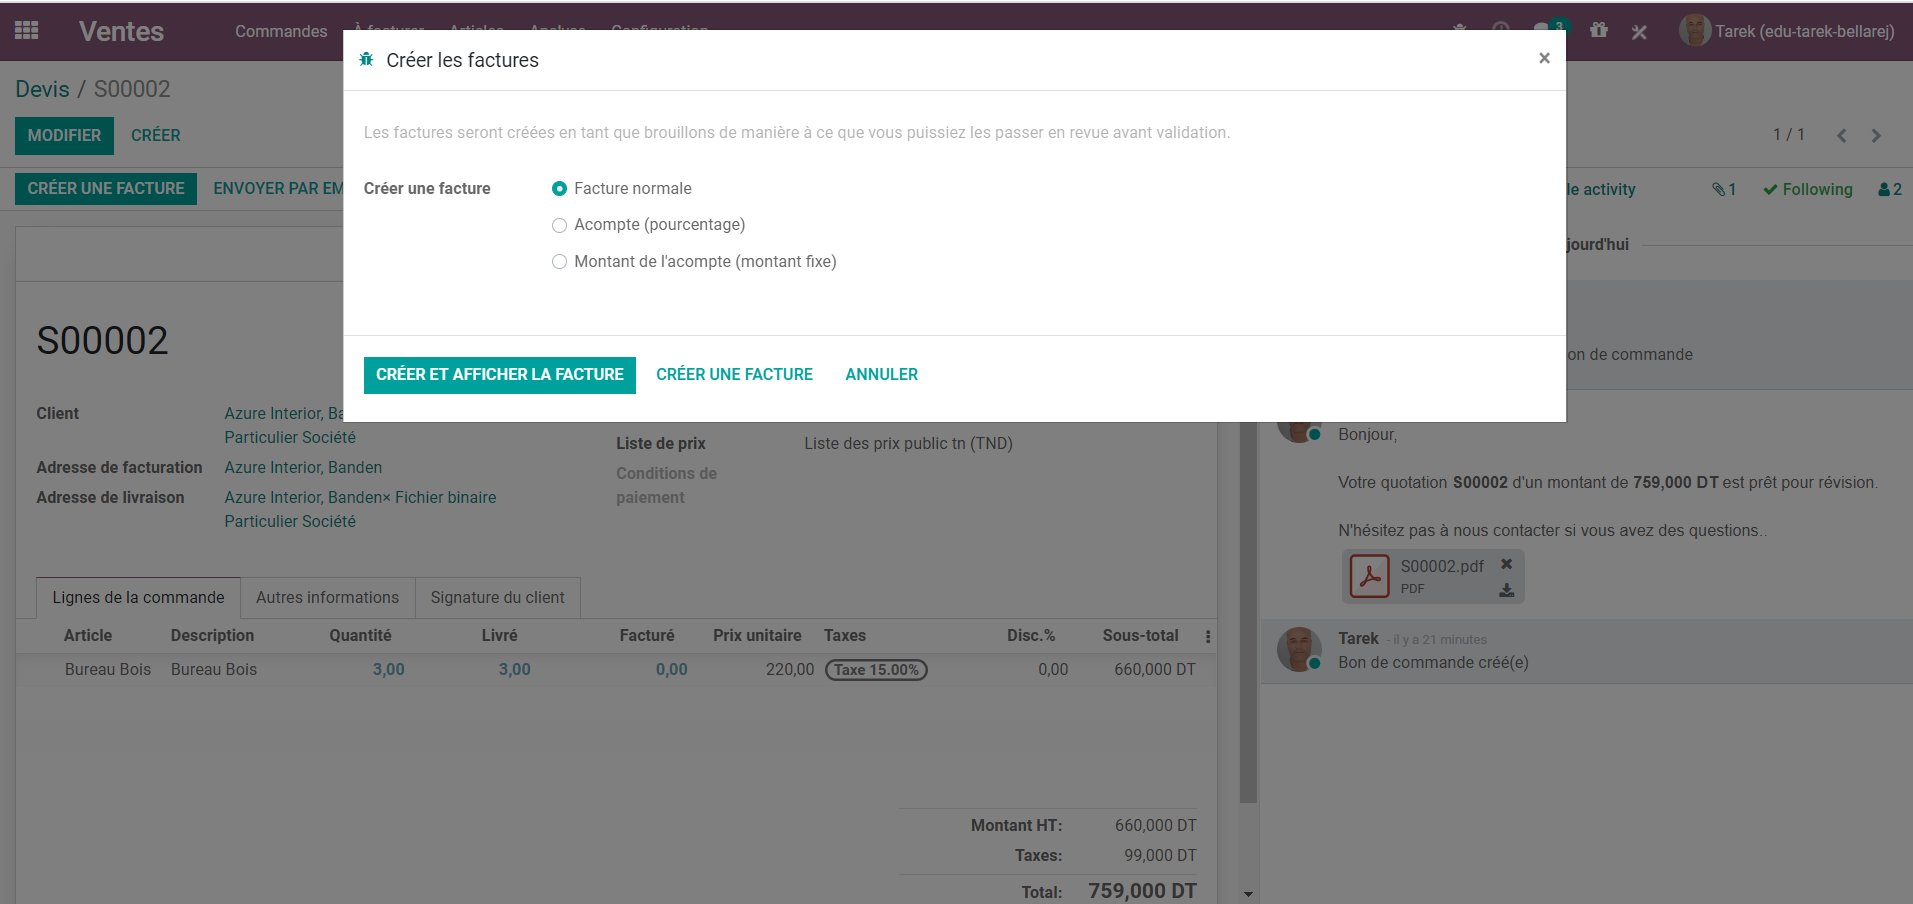 Ventes
Commandes
À facturer
Articles
Analyse
Configuration
3
Tarek (edu-tarek-bellarej)
Créer les factures
×
Devis / S00002
MODIFIER
CRÉER
1 / 1
Les factures seront créées en tant que brouillons de manière à ce que vous puissiez les passer en revue avant validation.
CRÉER UNE FACTURE
ENVOYER PAR EM
Créer une facture
Facture normale
Acompte (pourcentage)
Montant de l'acompte (montant fixe)
le activity
1
Following
2
jourd'hui
CRÉER ET AFFICHER LA FACTURE
CRÉER UNE FACTURE
ANNULER
S00002
Client
Azure Interior, Ba
Particulier Société
Adresse de facturation
Azure Interior, Banden
Adresse de livraison
Azure Interior, Banden× Fichier binaire
Particulier Société
Liste de prix
Liste des prix public tn (TND)
Conditions de
paiement
Lignes de la commande
Autres informations
Signature du client
Article Description Quantité Livré Facturé Prix unitaire Taxes Disc.% Sous-total
Bureau Bois Bureau Bois 3,00 3,00 0,00 220,00 Taxe 15.00% 0,00 660,000 DT
Montant HT: 660,000 DT
Taxes: 99,000 DT
Total: 759,000 DT
on de commande
Bonjour,
Votre quotation S00002 d'un montant de 759,000 DT est prêt pour révision.
N'hésitez pas à nous contacter si vous avez des questions..
S00002.pdf
PDF
Tarek - il y a 21 minutes
Bon de commande créé(e)